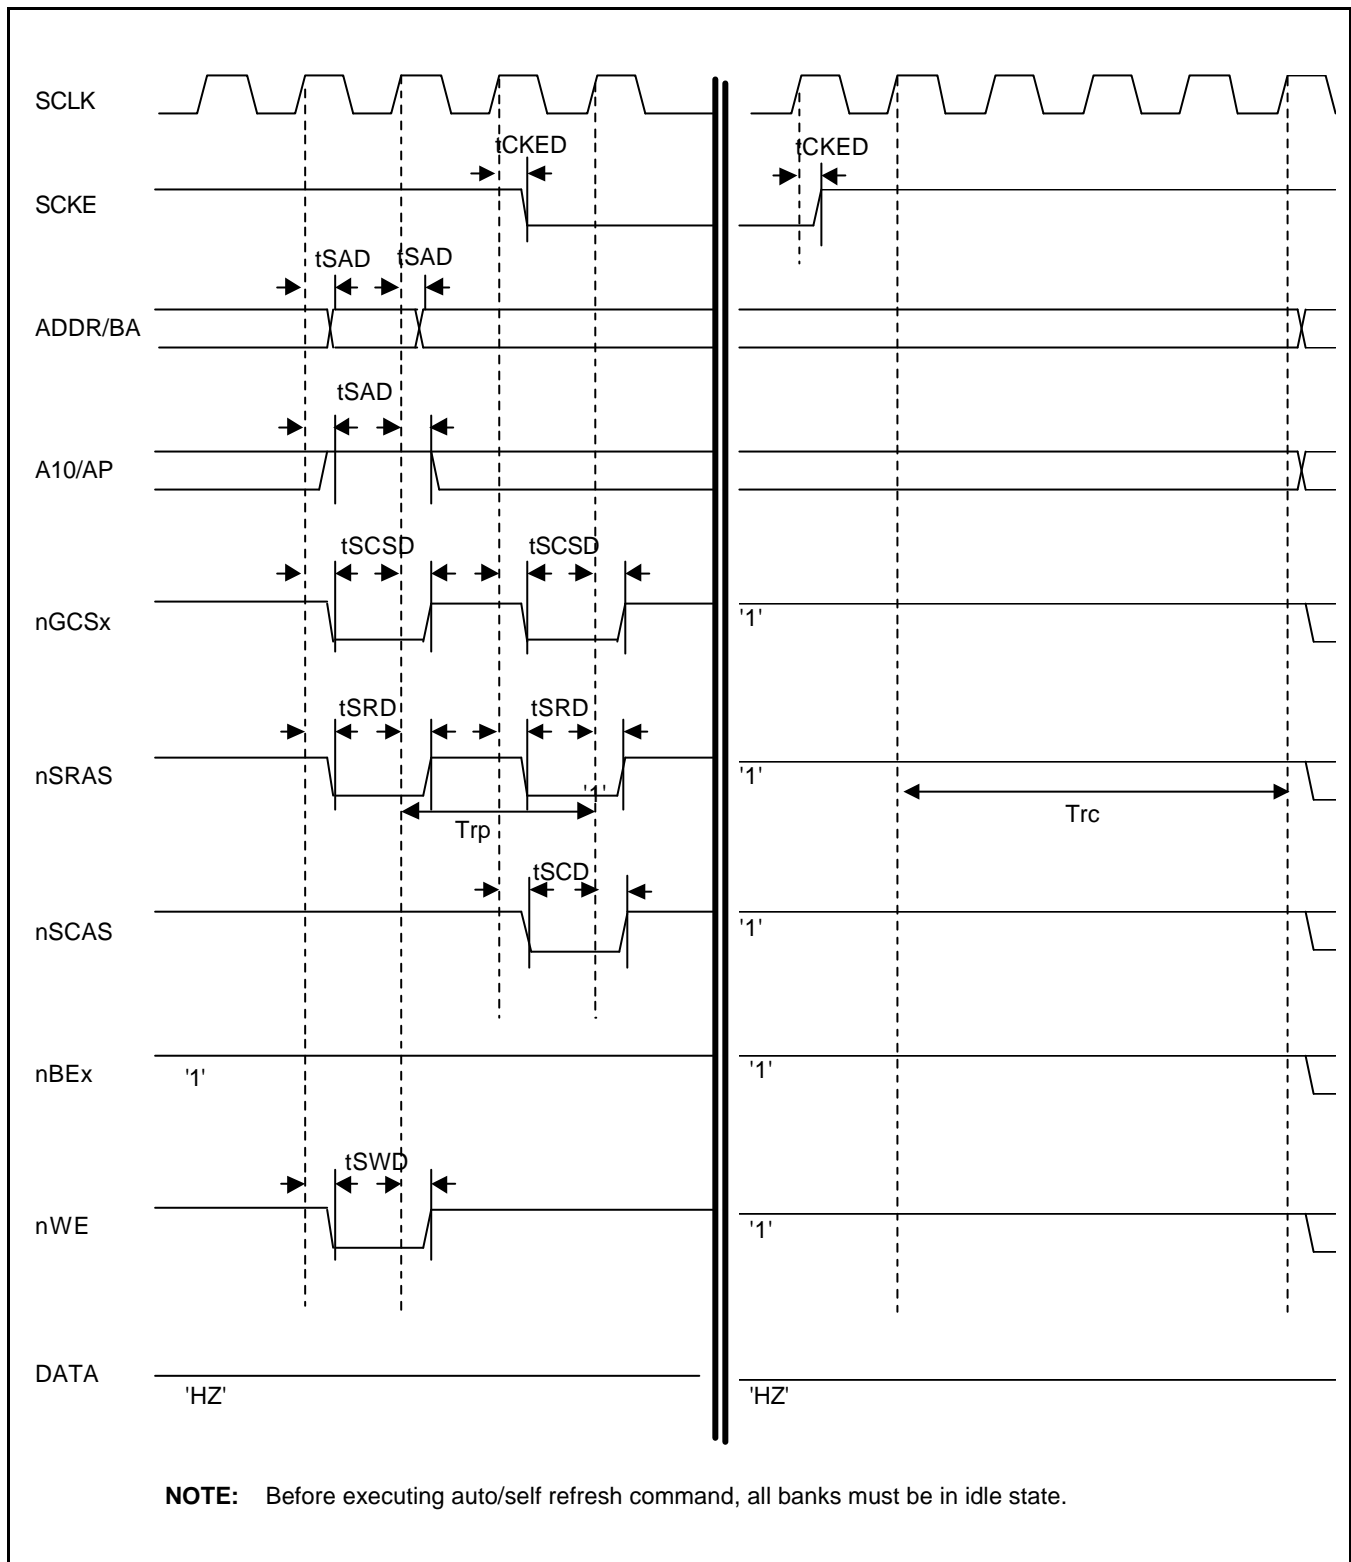 SCLK
tCKED
tCKED
SCKE
tSAD
tSAD
ADDR/BA
tSAD
A10/AP
tSCSD
tSCSD
nGCSx
'1'
tSRD
tSRD
nSRAS
'1'
'1'
Trp
Trc
tSCD
nSCAS
'1'
nBEx
'1'
'1'
tSWD
nWE
'1'
DATA
'HZ'
'HZ'
NOTE: Before executing auto/self refresh command, all banks must be in idle state.